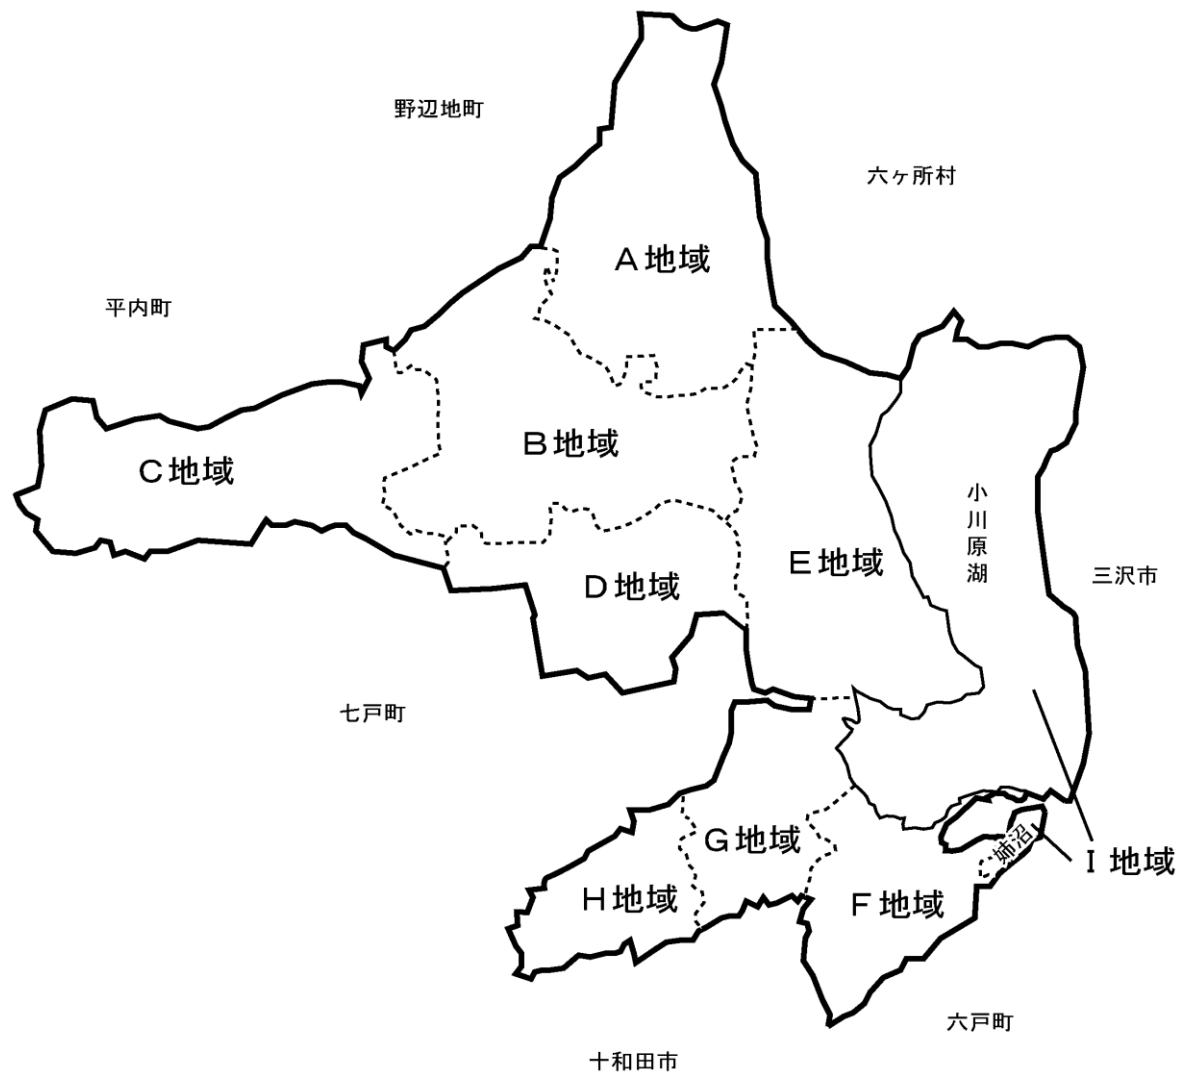 野辺地町
六ヶ所村
A地域
平内町
B地域
C地域
小川原湖
E地域
三沢市
D地域
七戸町
G地域
姉沼
I 地域
H地域
F地域
六戸町
十和田市